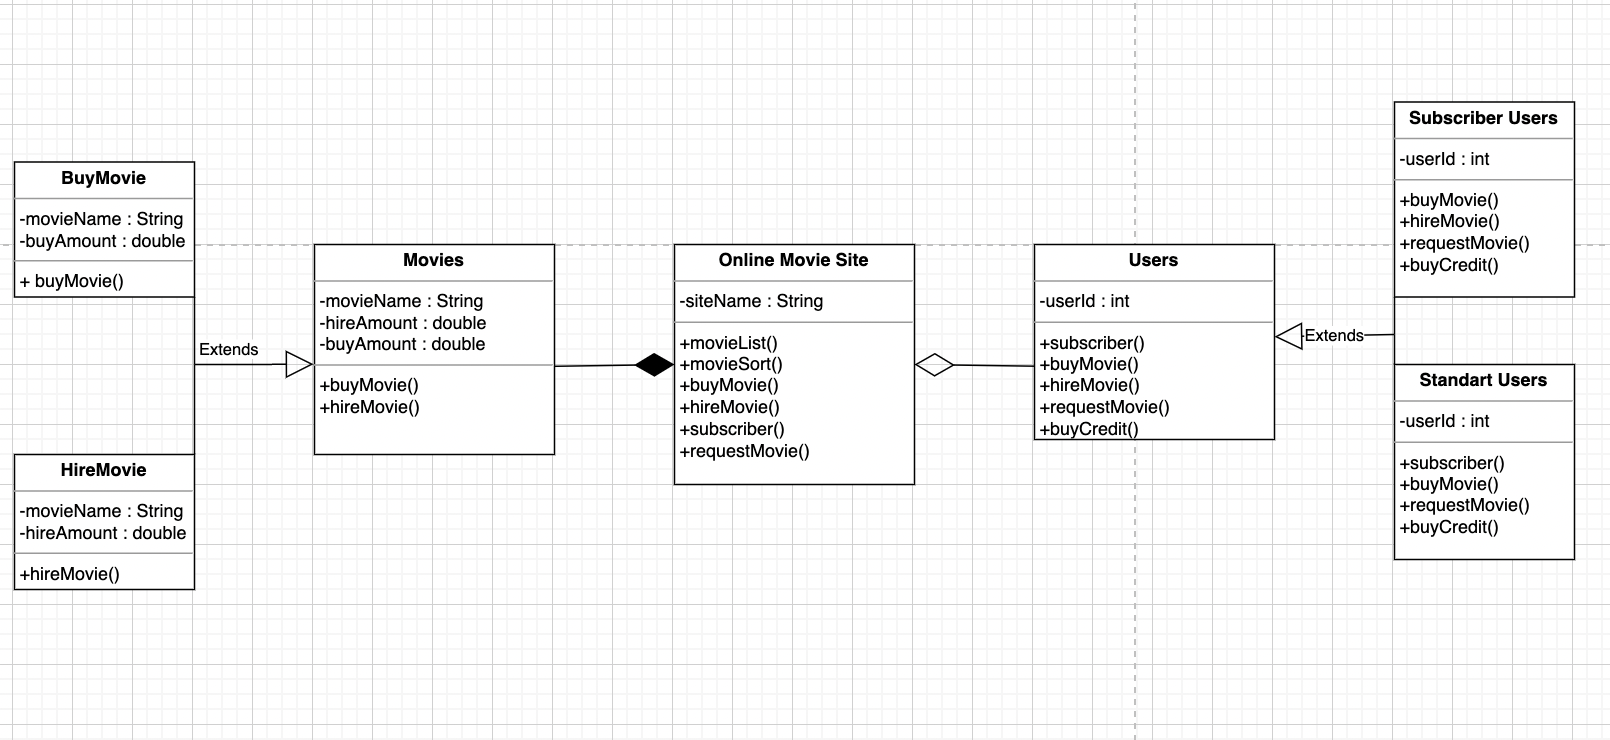 BuyMovie
-movieName : String
-buyAmount : double
+ buyMovie()
HireMovie
-movieName : String
-hireAmount : double
+hireMovie()
Extends
Movies
-movieName : String
-hireAmount : double
-buyAmount : double
+buyMovie()
+hireMovie()
Online Movie Site
-siteName : String
+movieList()
+movieSort()
+buyMovie()
+hireMovie()
+subscriber()
+requestMovie()
Users
-userId : int
+subscriber()
+buyMovie()
+hireMovie()
+requestMovie()
+buyCredit()
Extends
Subscriber Users
-userId : int
+buyMovie()
+hireMovie()
+requestMovie()
+buyCredit()
Standart Users
-userId : int
+subscriber()
+buyMovie()
+requestMovie()
+buyCredit()